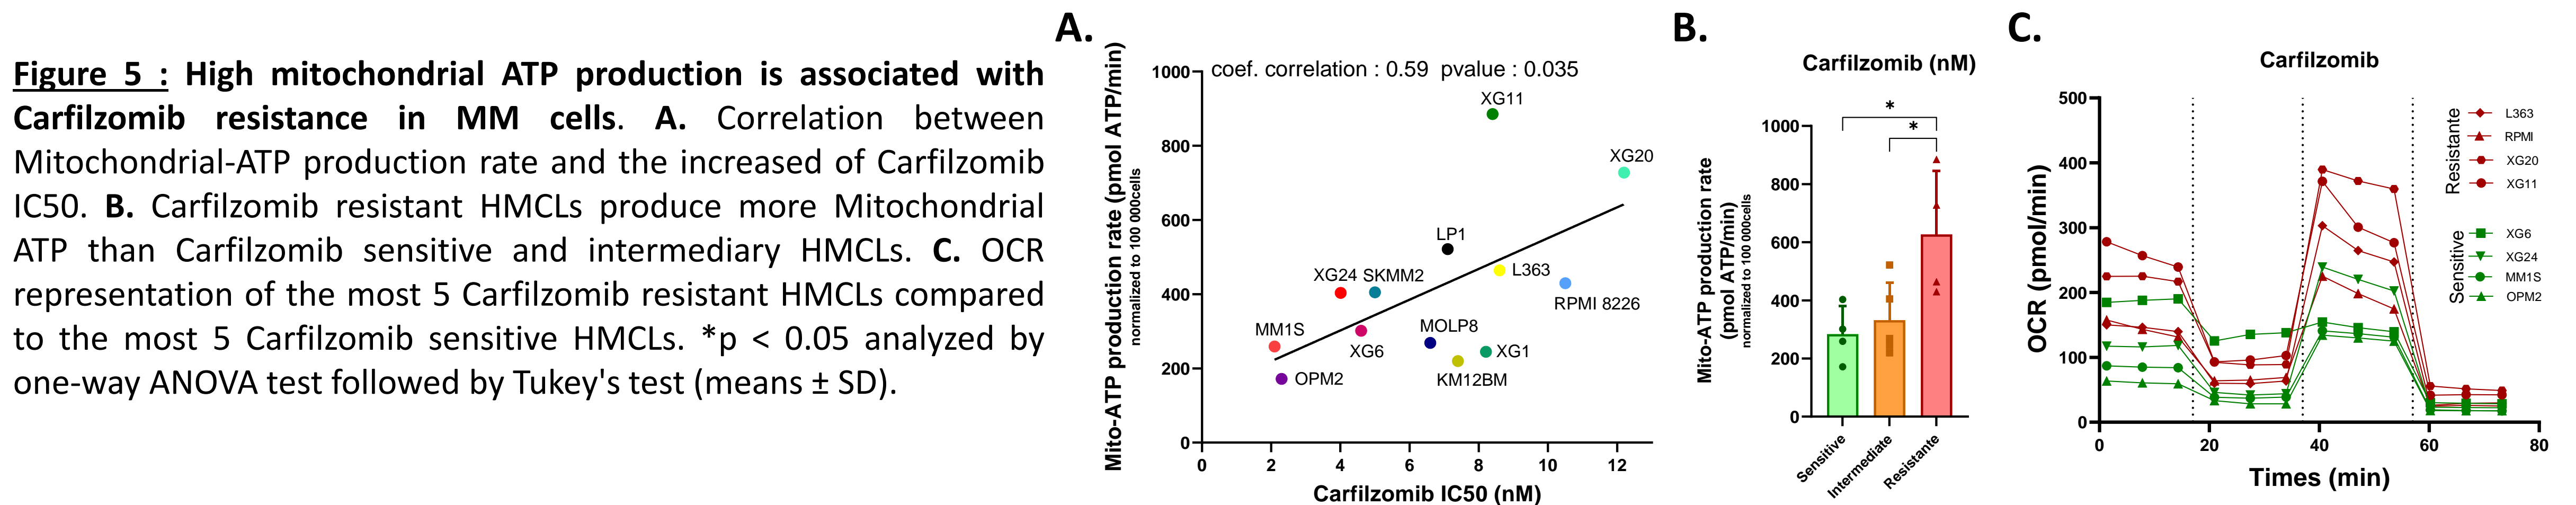 Figure 5 : High mitochondrial ATP production is associated with
Carfilzomib resistance in MM cells. A. Correlation between
Mitochondrial-ATP production rate and the increased of Carfilzomib
IC50. B. Carfilzomib resistant HMCLs produce more Mitochondrial
ATP than Carfilzomib sensitive and intermediary HMCLs. C. OCR
representation of the most 5 Carfilzomib resistant HMCLs compared
to the most 5 Carfilzomib sensitive HMCLs. *p < 0.05 analyzed by
one-way ANOVA test followed by Tukey's test (means ± SD).
A.
Mito-ATP production rate (pmol ATP/min)
normalized to 100 000cells
coef. correlation : 0.59 pvalue : 0.035
1000
800
600
400
200
0
XG11
XG20
LP1
L363
XG24 SKMM2
RPMI 8226
MM1S
XG6
MOLP8
XG1
OPM2
KM12BM
0 2 4 6 8 10 12
Carfilzomib IC50 (nM)
B.
Carfilzomib (nM)
*
*
Mito-ATP production rate
(pmol ATP/min)
normalized to 100 000cells
1000
800
600
400
200
0
Sensitive
Intermediate
Resistante
C.
Carfilzomib
OCR (pmol/min)
500
400
300
200
100
0
0 20 40 60 80
Times (min)
Resistante
L363
RPMI
XG20
XG11
Sensitive
XG6
XG24
MM1S
OPM2